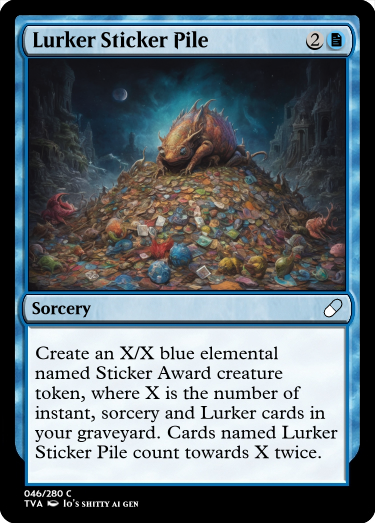 Lurker Sticker Pile 2
Sorcery
Create an X/X blue elemental
named Sticker Award creature
token, where X is the number of
instant, sorcery and Lurker cards in
your graveyard. Cards named Lurker
Sticker Pile count towards X twice.
046/280 C
TVA Io's SHITTY AI GEN